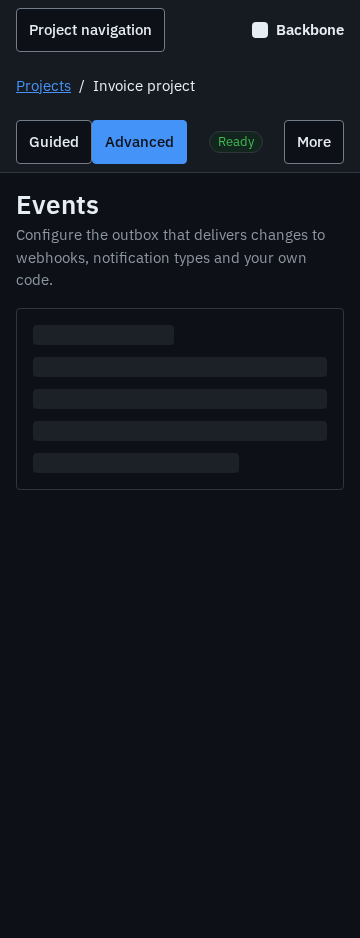 Project navigation
Backbone
Projects / Invoice project
Guided
Advanced
Ready
More
Events
Configure the outbox that delivers changes to
webhooks, notification types and your own
code.